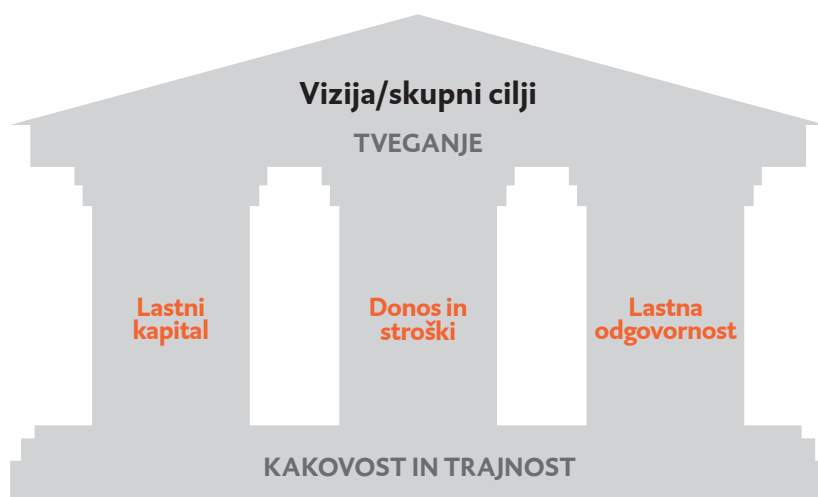 Vizija/skupni cilji
TVEGANJE
Lastni
kapital
Donos in
stroški
Lastna
odgovornost
KAKOVOST IN TRAJNOST